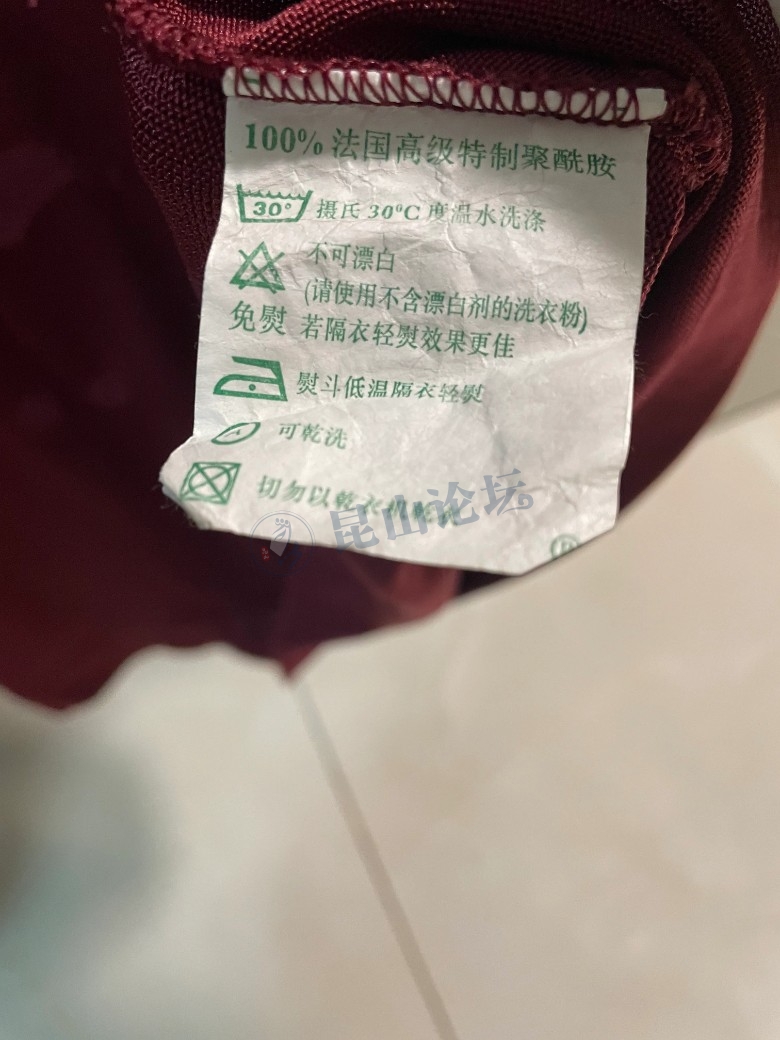 100% 法国高级特制聚酰胺
30° 摄氏 30°C 度温水洗涤
不可漂白
(请使用不含漂白剂的洗衣粉)
免熨 若隔衣轻熨效果更佳
熨斗低温隔衣轻熨
A 可乾洗
切勿以乾衣机乾衣
昆山论坛